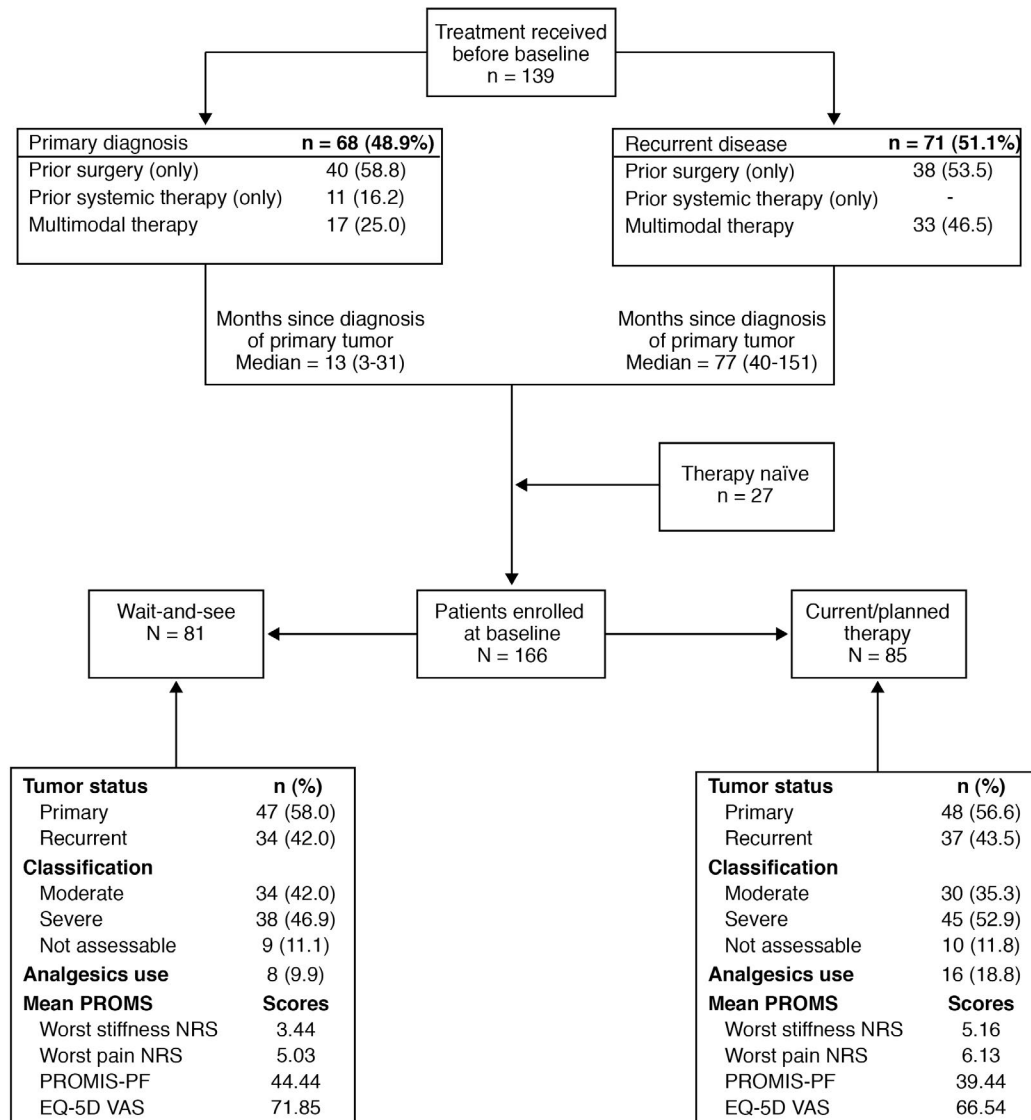 Treatment received
before baseline
n = 139
Primary diagnosis n = 68 (48.9%)
Prior surgery (only) 40 (58.8)
Prior systemic therapy (only) 11 (16.2)
Multimodal therapy 17 (25.0)
Recurrent disease n = 71 (51.1%)
Prior surgery (only) 38 (53.5)
Prior systemic therapy (only) -
Multimodal therapy 33 (46.5)
Months since diagnosis
of primary tumor
Median = 13 (3-31)
Months since diagnosis
of primary tumor
Median = 77 (40-151)
Therapy naïve
n = 27
Wait-and-see
N = 81
Patients enrolled
at baseline
N = 166
Current/planned
therapy
N = 85
Tumor status n (%)
Primary 47 (58.0)
Recurrent 34 (42.0)
Classification
Moderate 34 (42.0)
Severe 38 (46.9)
Not assessable 9 (11.1)
Analgesics use 8 (9.9)
Mean PROMS Scores
Worst stiffness NRS 3.44
Worst pain NRS 5.03
PROMIS-PF 44.44
EQ-5D VAS 71.85
Tumor status n (%)
Primary 48 (56.6)
Recurrent 37 (43.5)
Classification
Moderate 30 (35.3)
Severe 45 (52.9)
Not assessable 10 (11.8)
Analgesics use 16 (18.8)
Mean PROMS Scores
Worst stiffness NRS 5.16
Worst pain NRS 6.13
PROMIS-PF 39.44
EQ-5D VAS 66.54